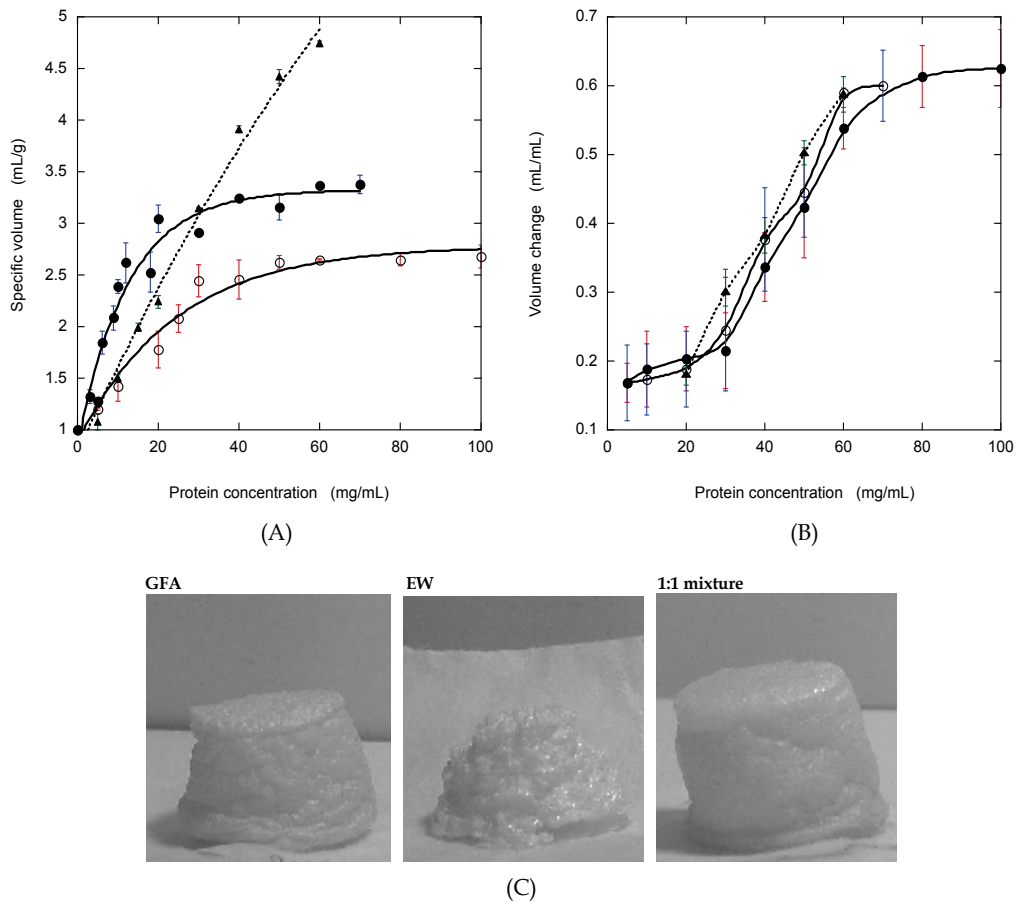 5
4.5
4
3.5
3
2.5
2
1.5
1
0 20 40 60 80 100
Specific volume (mL/g)
Protein concentration (mg/mL)
(A)
0.7
0.6
0.5
0.4
0.3
0.2
0.1
0 20 40 60 80 100
Volume change (mL/mL)
Protein concentration (mg/mL)
(B)
GFA EW 1:1 mixture
(C)